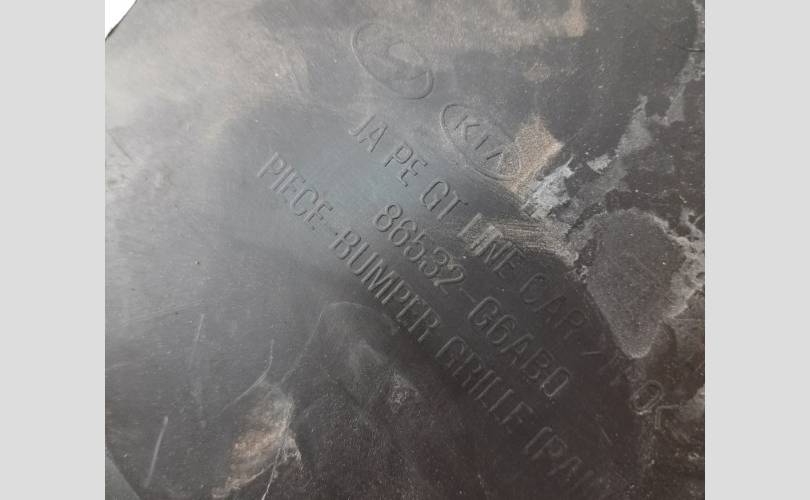 KIA
JA PE GT LINE
86532-G6AB0
PIECE-BUMPER GRILLE